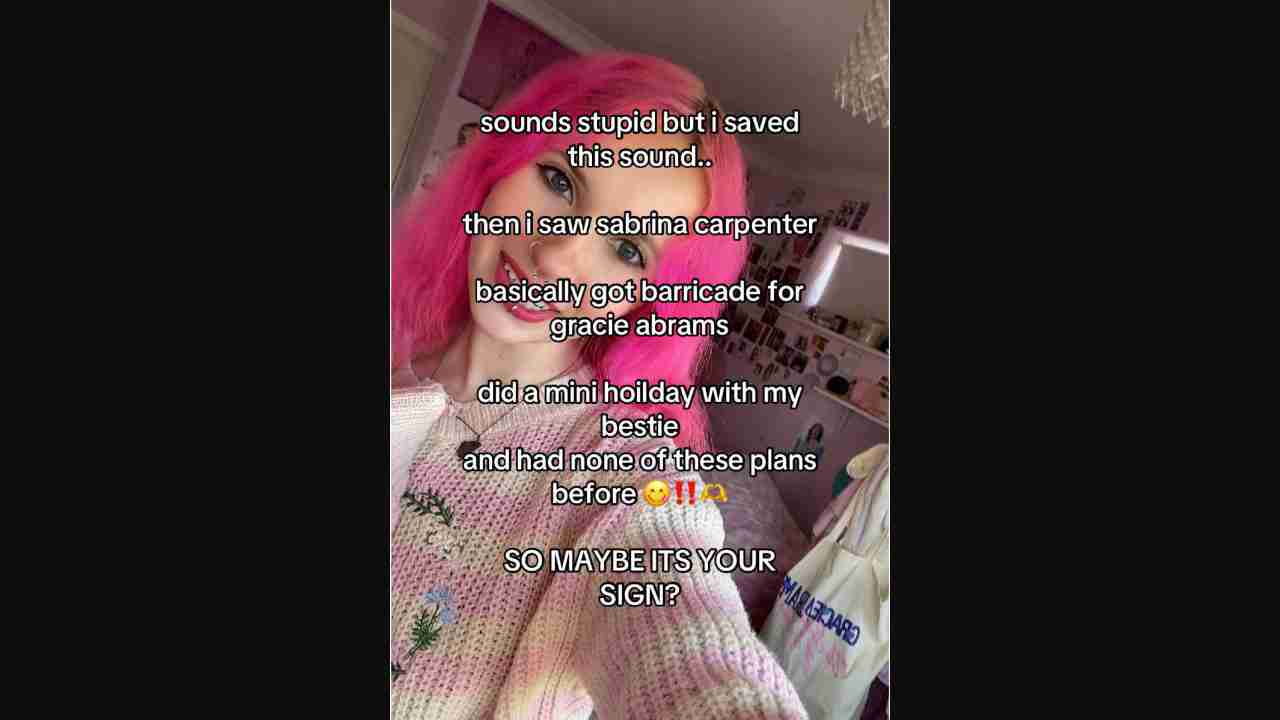 sounds stupid but i saved
this sound..
then i saw sabrina carpenter
basically got barricade for
gracie abrams
did a mini hoilday with my
bestie
and had none of these plans
before 😋‼️🫶
SO MAYBE ITS YOUR
SIGN?